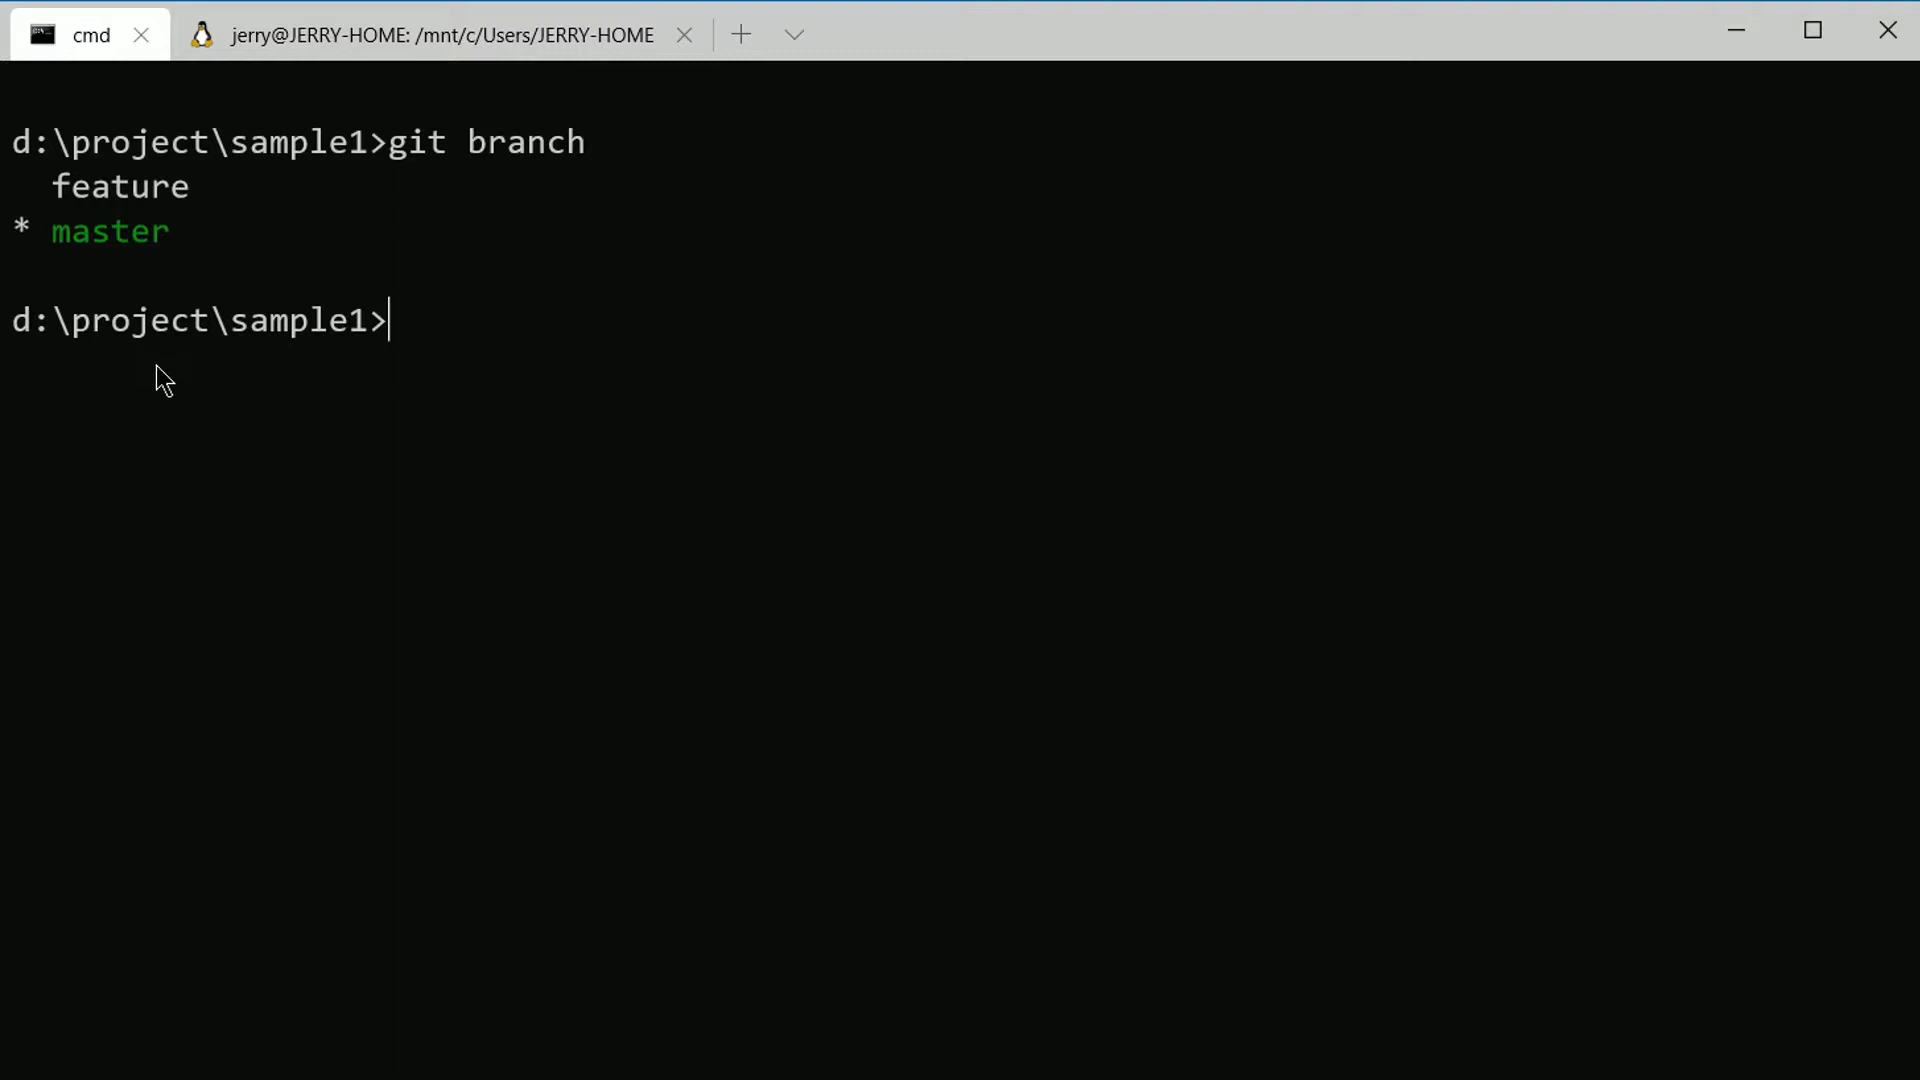 cmd
jerry@JERRY-HOME: /mnt/c/Users/JERRY-HOME
d:\project\sample1>git branch
feature
* master
d:\project\sample1>